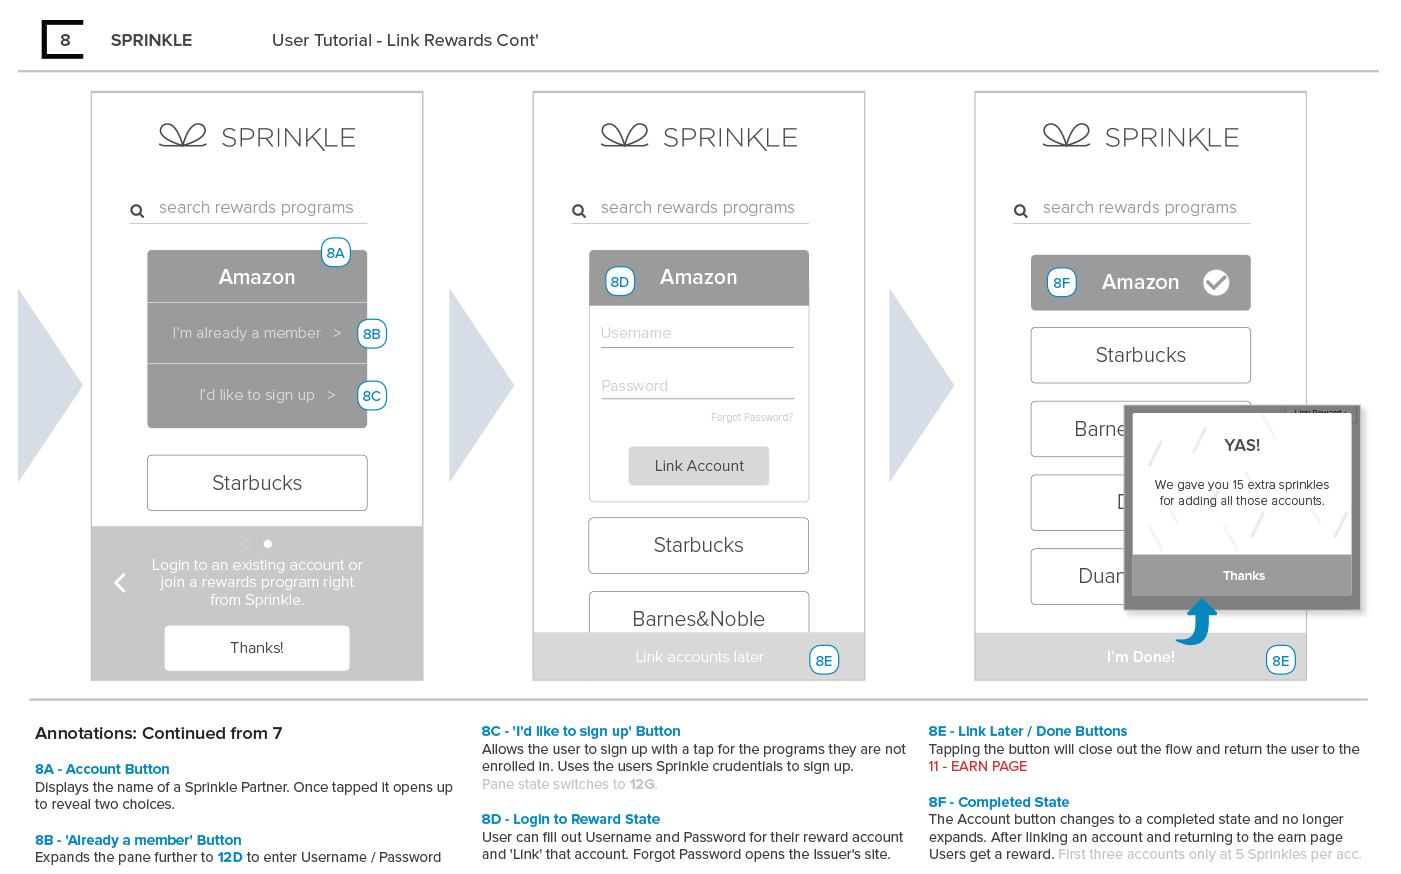 8 SPRINKLE User Tutorial - Link Rewards Cont'
SPRINKLE
search rewards programs
8A
Amazon
I'm already a member >
8B
I'd like to sign up >
8C
Starbucks
Login to an existing account or
join a rewards program right
from Sprinkle.
Thanks!
SPRINKLE
search rewards programs
8D
Amazon
Username
Password
Forgot Password?
Link Account
Starbucks
Barnes&Noble
Link accounts later
8E
SPRINKLE
search rewards programs
8F
Amazon
Starbucks
Barne
D
Duar
Link Reward
YAS!
We gave you 15 extra sprinkles
for adding all those accounts.
Thanks
I'm Done!
8E
Annotations: Continued from 7
8A - Account Button
Displays the name of a Sprinkle Partner. Once tapped it opens up
to reveal two choices.
8B - 'Already a member' Button
Expands the pane further to 12D to enter Username / Password
8C - 'I'd like to sign up' Button
Allows the user to sign up with a tap for the programs they are not
enrolled in. Uses the users Sprinkle crudentials to sign up.
Pane state switches to 12G.
8D - Login to Reward State
User can fill out Username and Password for their reward account
and 'Link' that account. Forgot Password opens the Issuer's site.
8E - Link Later / Done Buttons
Tapping the button will close out the flow and return the user to the
11 - EARN PAGE
8F - Completed State
The Account button changes to a completed state and no longer
expands. After linking an account and returning to the earn page
Users get a reward. First three accounts only at 5 Sprinkles per acc.